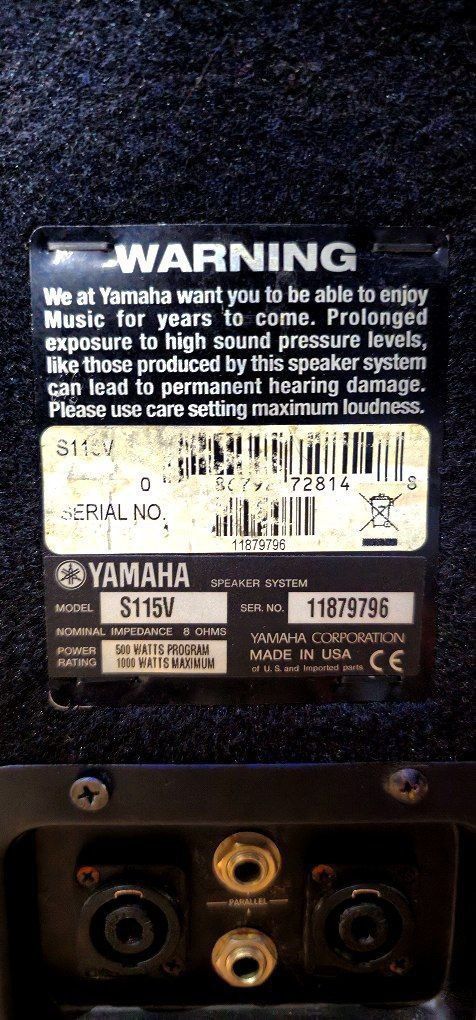 WARNING
We at Yamaha want you to be able to enjoy
Music for years to come. Prolonged
exposure to high sound pressure levels,
like those produced by this speaker system
can lead to permanent hearing damage.
Please use care setting maximum loudness.
S115V
0 86792 72814 8
SERIAL NO.
11879796
YAMAHA SPEAKER SYSTEM
MODEL S115V SER. NO. 11879796
NOMINAL IMPEDANCE 8 OHMS
YAMAHA CORPORATION
POWER RATING 500 WATTS PROGRAM
1000 WATTS MAXIMUM
MADE IN USA
of U.S. and Imported parts CE
PARALLEL